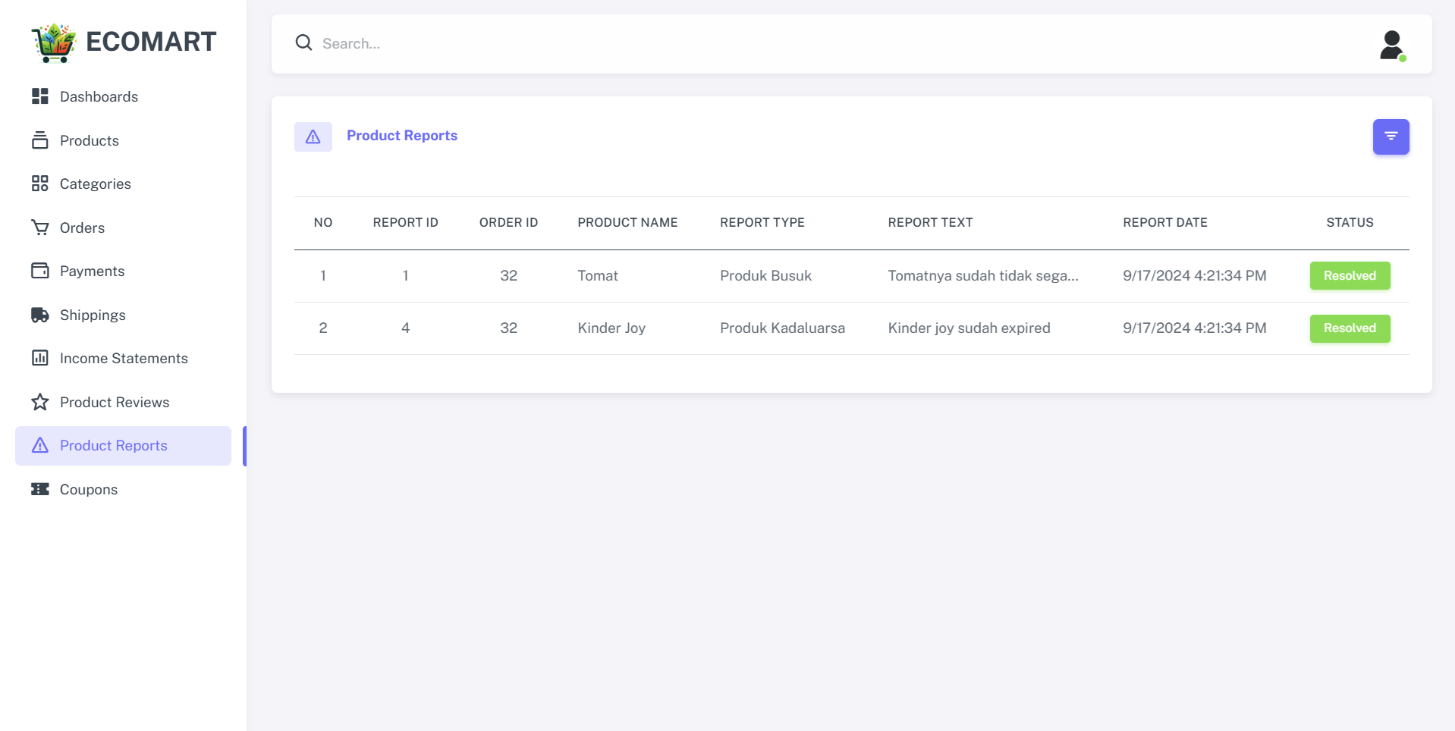 ECOMART
Search...
Dashboards
Products
Categories
Orders
Payments
Shippings
Income Statements
Product Reviews
Product Reports
Coupons
Product Reports
NO REPORT ID ORDER ID PRODUCT NAME REPORT TYPE REPORT TEXT REPORT DATE STATUS
1 1 32 Tomat Produk Busuk Tomatnya sudah tidak sega... 9/17/2024 4:21:34 PM Resolved
2 4 32 Kinder Joy Produk Kadaluarsa Kinder joy sudah expired 9/17/2024 4:21:34 PM Resolved